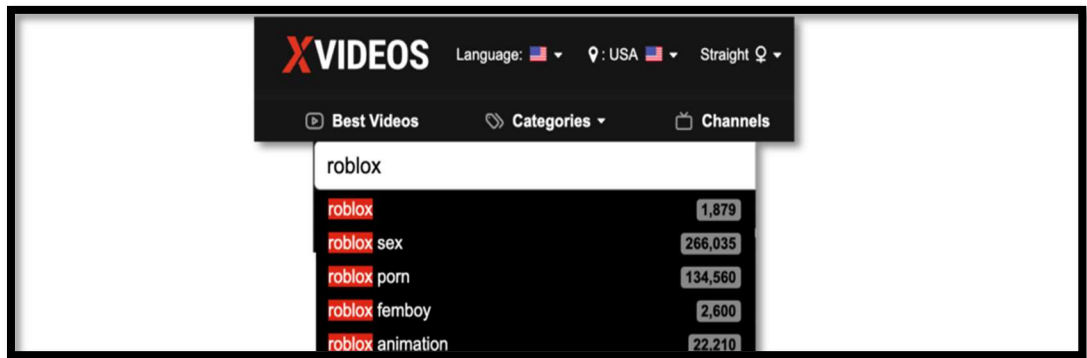 XVIDEOS Language: : USA Straight
Best Videos Categories Channels
roblox
roblox 1,879
roblox sex 266,035
roblox porn 134,560
roblox femboy 2,600
roblox animation 22,210